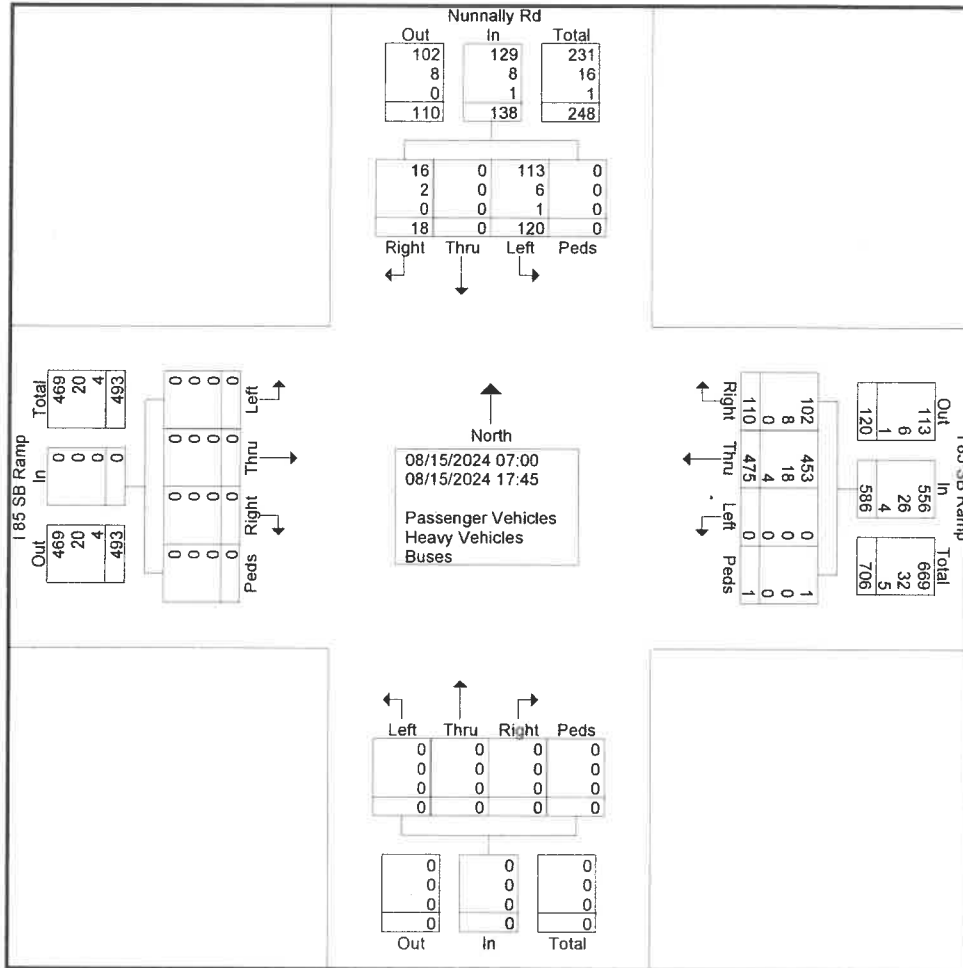 Nunnally Rd
Out In Total
102 129 231
8 8 16
0 1 1
110 138 248
16 0 113 0
2 0 6 0
0 0 1 0
18 0 120 0
Right Thru Left Peds
I 85 SB Ramp
Total In Out
469 0 469
20 0 20
4 0 4
493 0 493
Left Thru Right Peds
0 0 0 0
0 0 0 0
0 0 0 0
0 0 0 0
North
08/15/2024 07:00
08/15/2024 17:45
Passenger Vehicles
Heavy Vehicles
Buses
Right Thru Left Peds
102 453 0 1
8 18 0 0
0 4 0 0
110 475 0 1
Out In Total
113 556 669
6 26 32
1 4 5
120 586 706
I 85 SB Ramp
Left Thru Right Peds
0 0 0 0
0 0 0 0
0 0 0 0
0 0 0 0
0 0 0
0 0 0
0 0 0
0 0 0
Out In Total